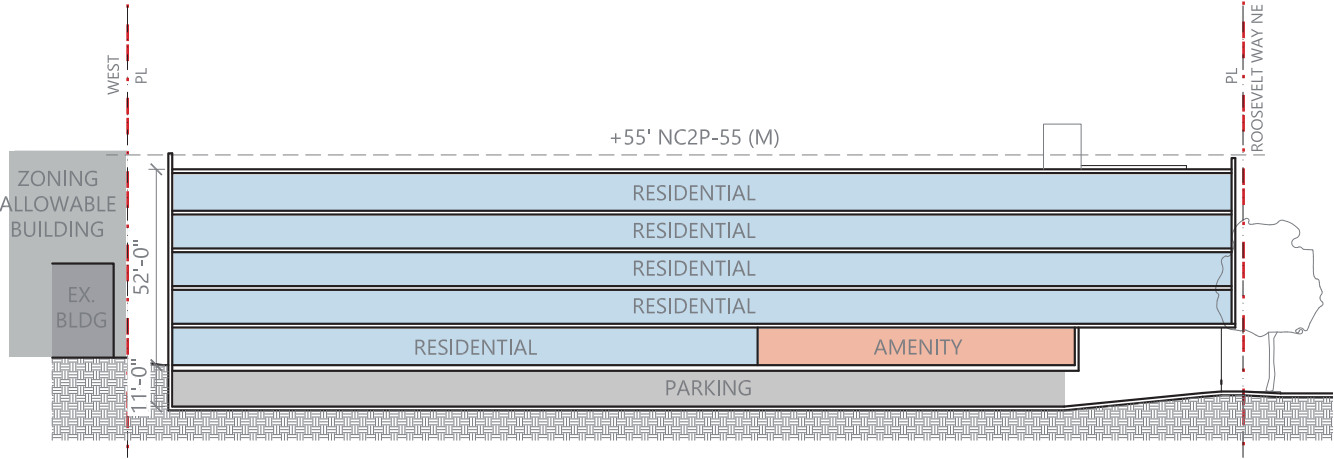 WEST
PL
PL
ROOSEVELT WAY NE
+55' NC2P-55 (M)
ZONING
ALLOWABLE
BUILDING
52'-0"
RESIDENTIAL
RESIDENTIAL
RESIDENTIAL
EX.
BLDG
RESIDENTIAL
RESIDENTIAL
AMENITY
11'-0"
PARKING